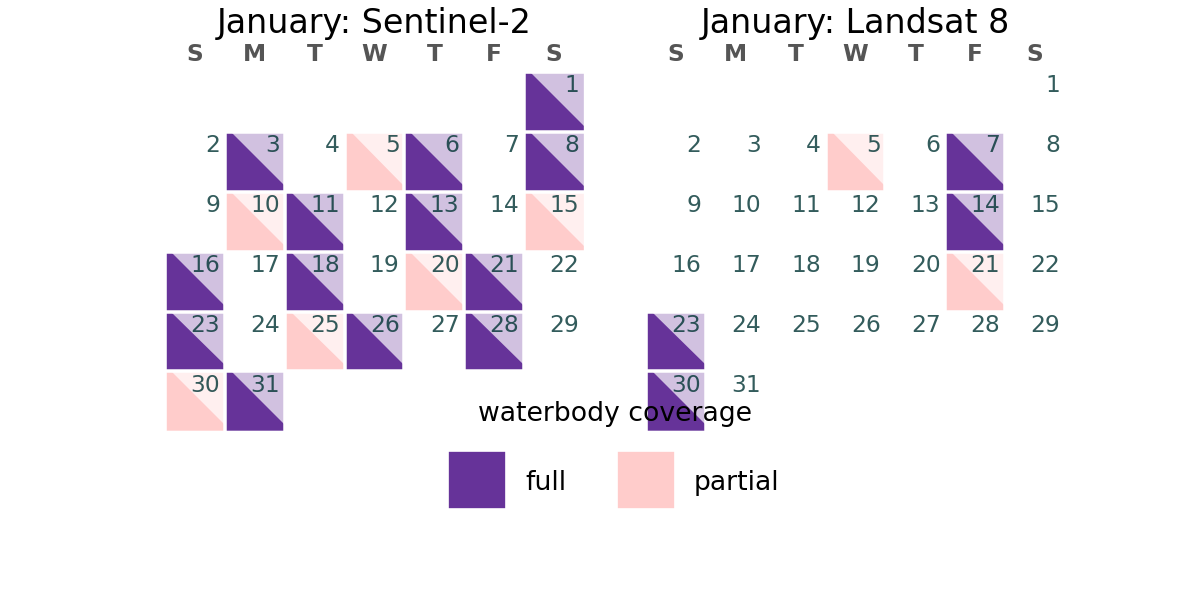 January: Sentinel-2
S M T W T F S
1
2 3 4 5 6 7 8
9 10 11 12 13 14 15
16 17 18 19 20 21 22
23 24 25 26 27 28 29
30 31
January: Landsat 8
S M T W T F S
1
2 3 4 5 6 7 8
9 10 11 12 13 14 15
16 17 18 19 20 21 22
23 24 25 26 27 28 29
30 31
waterbody coverage
full partial